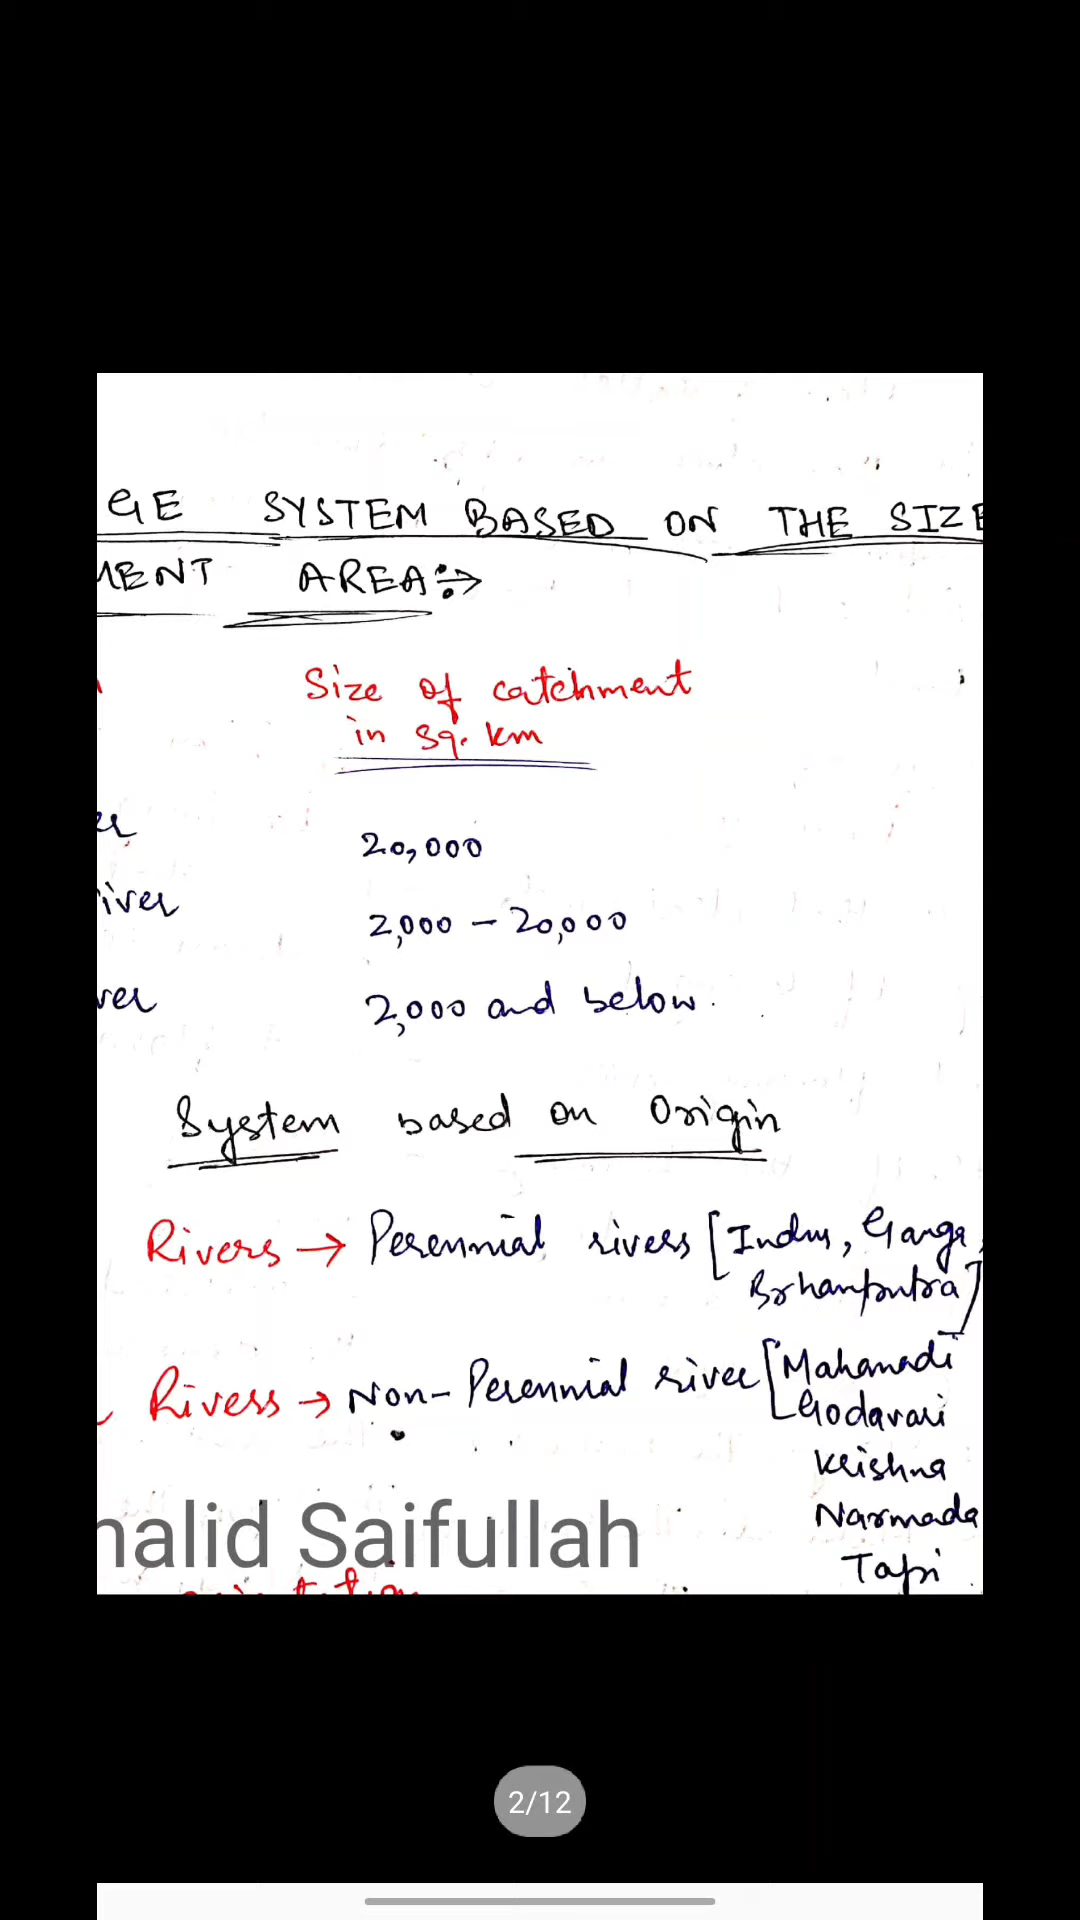 GE SYSTEM BASED ON THE SIZE
MENT AREA:→
Size of catchment
in sq. km
er 20,000
iver 2,000 - 20,000
ver 2,000 and below.
System based on Origin
Rivers → Perennial rivers [Indus, Ganga,
Brhamputra]
Rivers → Non-Perennial river [Mahanadi
Godavari
Krishna
Narmada
Tapi
halid Saifullah
2/12